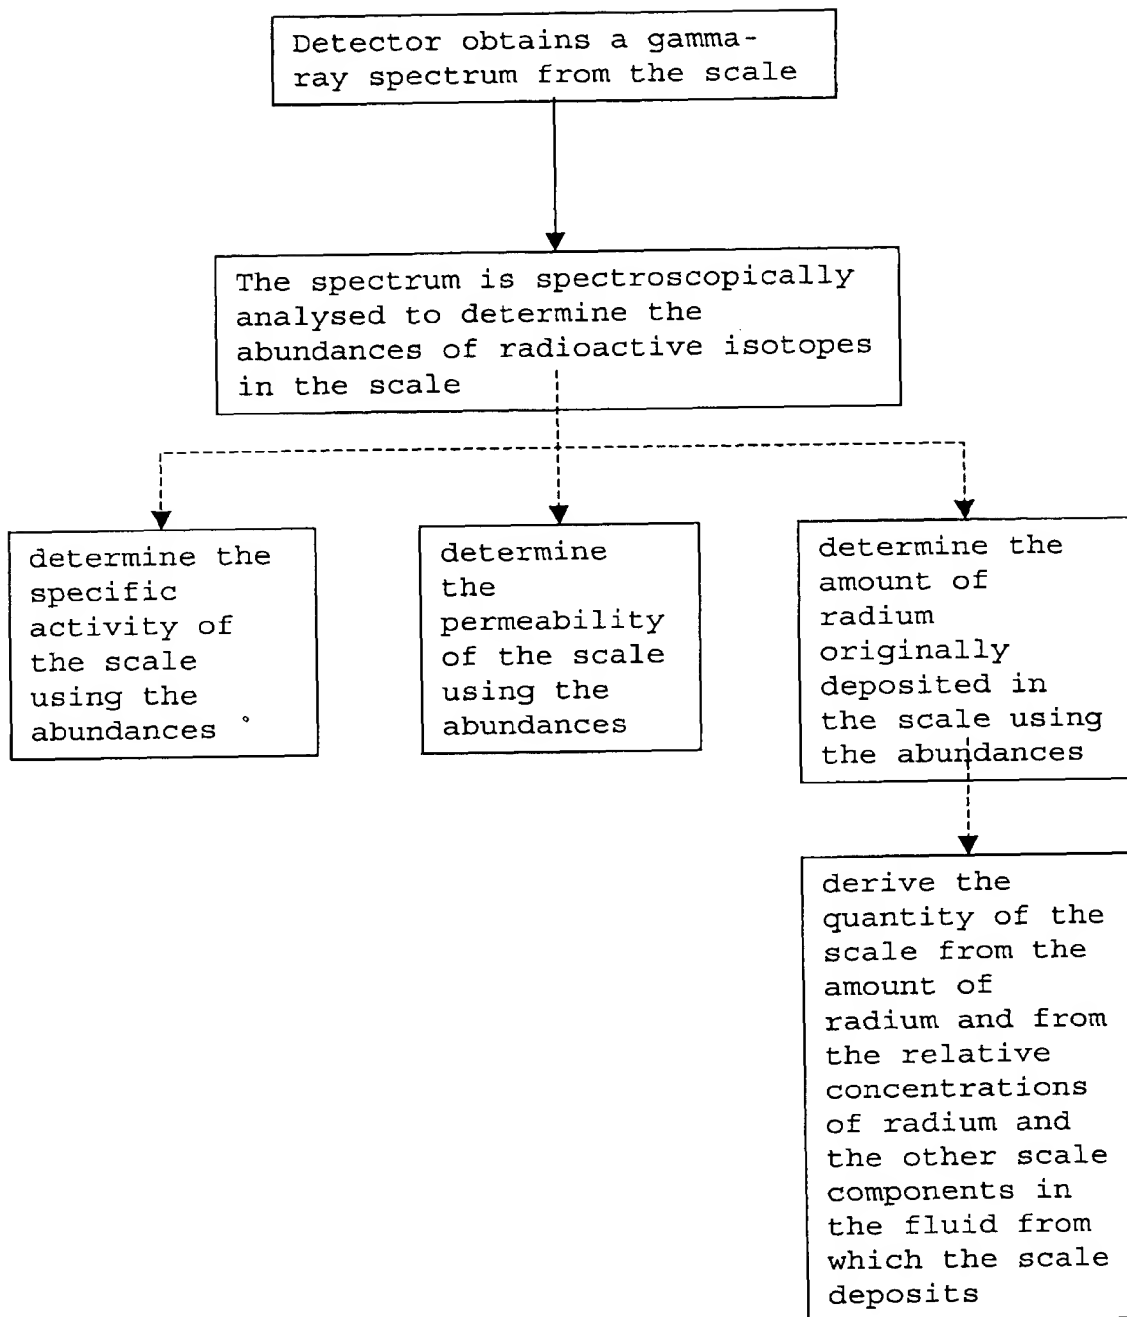 Detector obtains a gamma-
ray spectrum from the scale
The spectrum is spectroscopically
analysed to determine the
abundances of radioactive isotopes
in the scale
determine the
specific
activity of
the scale
using the
abundances
determine
the
permeability
of the scale
using the
abundances
determine the
amount of
radium
originally
deposited in
the scale using
the abundances
derive the
quantity of the
scale from the
amount of
radium and from
the relative
concentrations
of radium and
the other scale
components in
the fluid from
which the scale
deposits